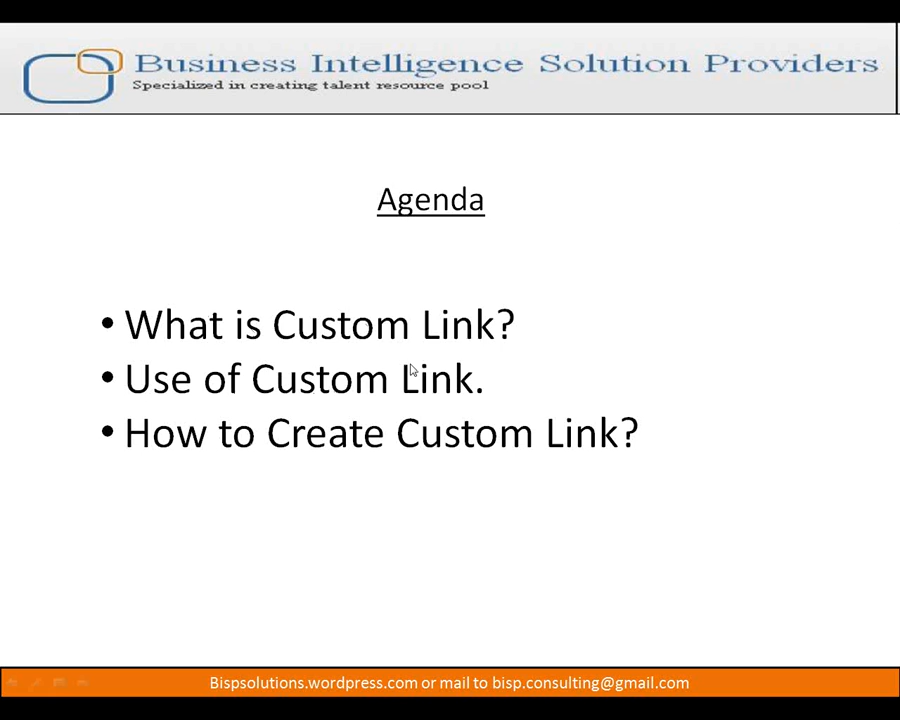 Business Intelligence Solution Providers
Specialized in creating talent resource pool
Agenda
• What is Custom Link?
• Use of Custom Link.
• How to Create Custom Link?
Bispsolutions.wordpress.com or mail to bisp.consulting@gmail.com